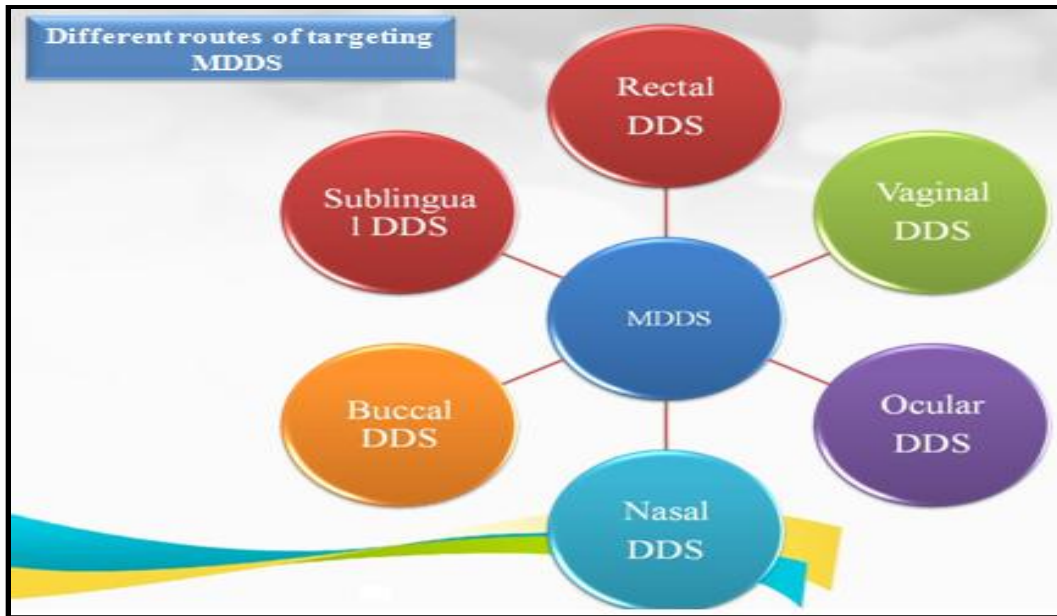 Different routes of targeting
MDDS
Rectal
DDS
Vaginal
DDS
Ocular
DDS
Nasal
DDS
Buccal
DDS
Sublingua
l DDS
MDDS